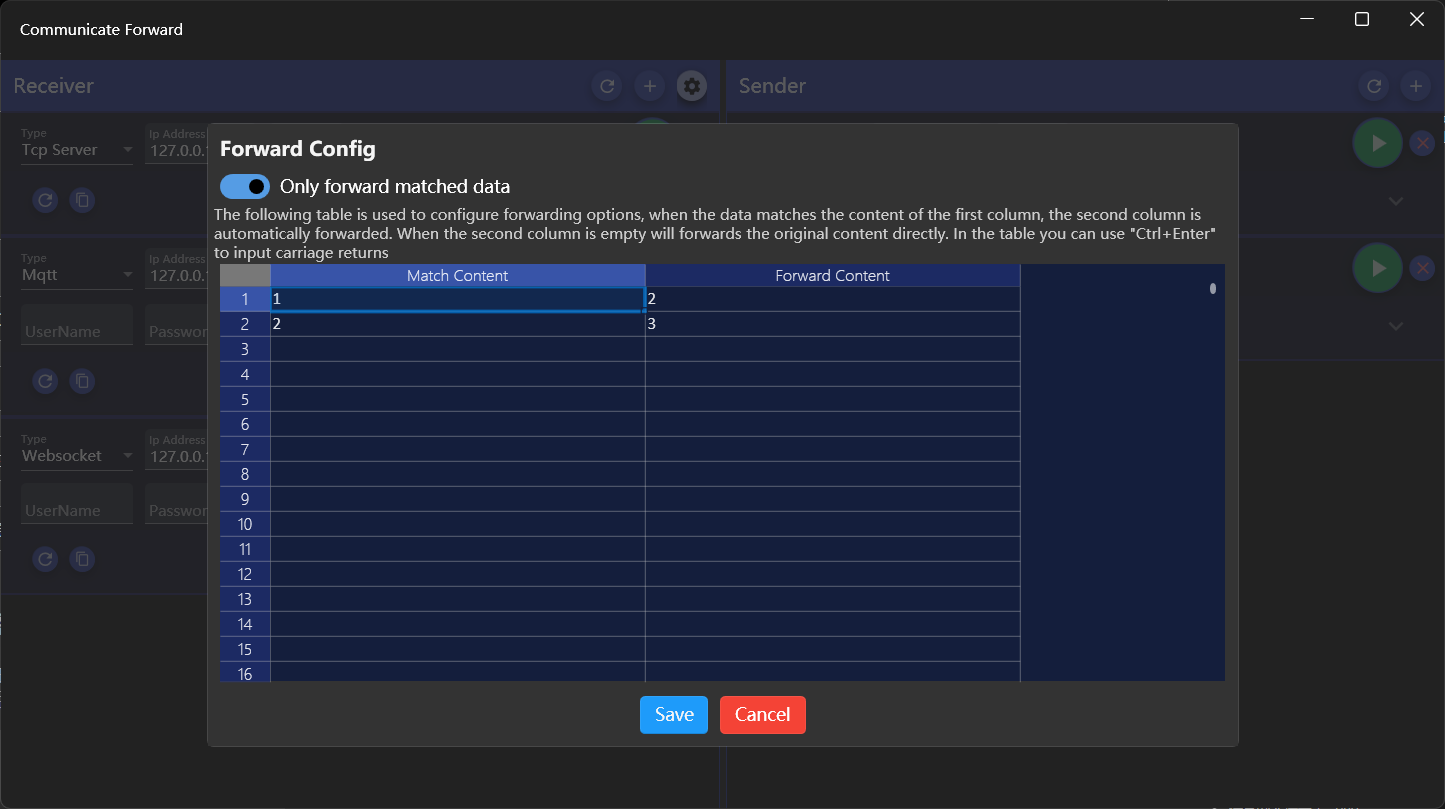 Communicate Forward
Receiver
Sender
Type
Tcp Server
Ip Address
127.0.0.
Type
Mqtt
Ip Address
127.0.0.
UserName
Passwor
Type
Websocket
Ip Address
127.0.0.
UserName
Passwor
Forward Config
Only forward matched data
The following table is used to configure forwarding options, when the data matches the content of the first column, the second column is
automatically forwarded. When the second column is empty will forwards the original content directly. In the table you can use "Ctrl+Enter"
to input carriage returns
Match Content Forward Content
1 1 2
2 2 3
3
4
5
6
7
8
9
10
11
12
13
14
15
16
Save Cancel